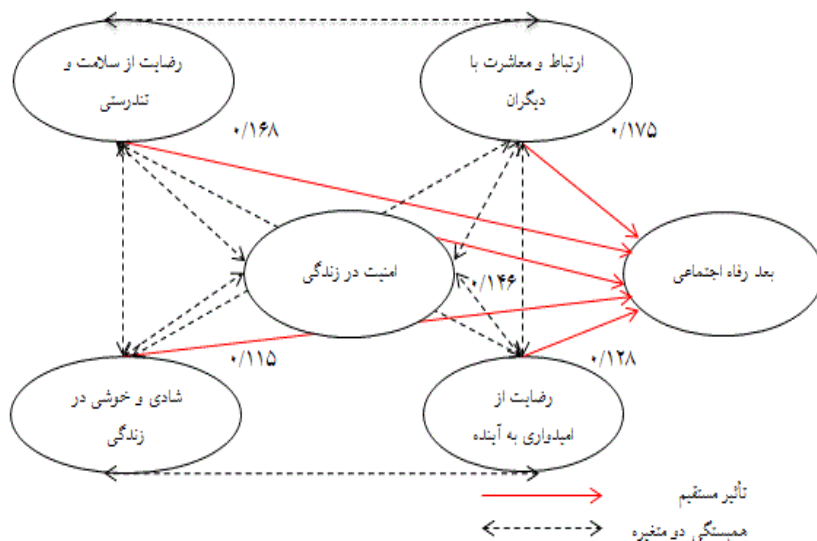 ارتباط و معاشرت با
دیگران
۰/۱۷۵
رضایت از سلامت و
تندرستی
۰/۱۶۸
بعد رفاه اجتماعی
امنیت در زندگی
۰/۱۴۶
رضایت از
امیدواری به آینده
۰/۱۲۸
شادی و خوشی در
زندگی
۰/۱۱۵
تأثیر مستقیم
همبستگی دو متغیره